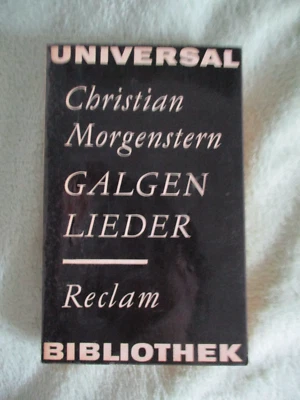 UNIVERSAL
Christian
Morgenstern
GALGEN
LIEDER
Reclam
BIBLIOTHEK